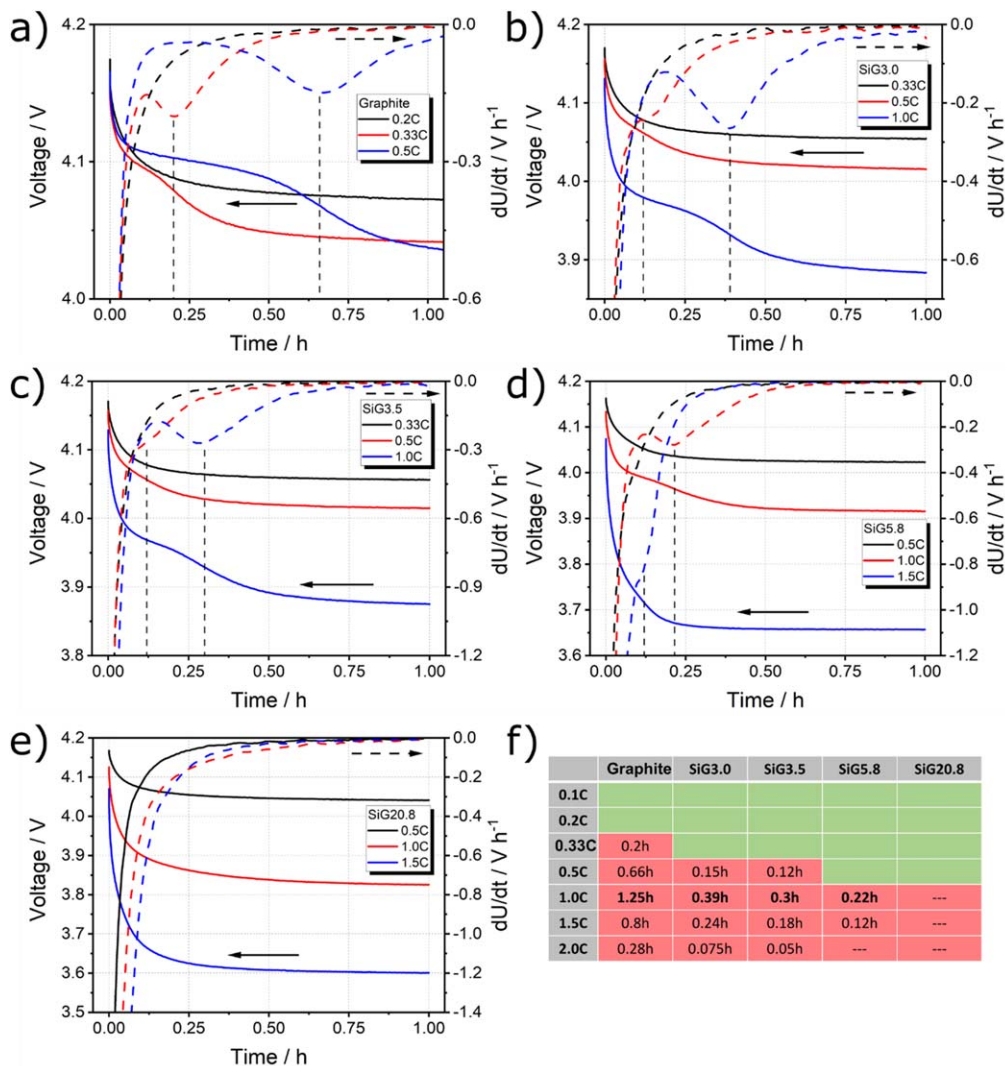 a)
4.2
4.1
4.0
Voltage / V
0.0
-0.3
-0.6
dU/dt / V h⁻¹
Graphite
0.2C
0.33C
0.5C
0.00 0.25 0.50 0.75 1.00
Time / h
b)
4.2
4.1
4.0
3.9
Voltage / V
0.0
-0.2
-0.4
-0.6
dU/dt / V h⁻¹
SiG3.0
0.33C
0.5C
1.0C
0.00 0.25 0.50 0.75 1.00
Time / h
c)
4.2
4.1
4.0
3.9
3.8
Voltage / V
0.0
-0.3
-0.6
-0.9
-1.2
dU/dt / V h⁻¹
SiG3.5
0.33C
0.5C
1.0C
0.00 0.25 0.50 0.75 1.00
Time / h
d)
4.2
4.1
4.0
3.9
3.8
3.7
3.6
Voltage / V
0.0
-0.2
-0.4
-0.6
-0.8
-1.0
-1.2
dU/dt / V h⁻¹
SiG5.8
0.5C
1.0C
1.5C
0.00 0.25 0.50 0.75 1.00
Time / h
e)
4.2
4.1
4.0
3.9
3.8
3.7
3.6
3.5
Voltage / V
0.0
-0.2
-0.4
-0.6
-0.8
-1.0
-1.2
-1.4
dU/dt / V h⁻¹
SiG20.8
0.5C
1.0C
1.5C
0.00 0.25 0.50 0.75 1.00
Time / h
f)
Graphite SiG3.0 SiG3.5 SiG5.8 SiG20.8
0.1C
0.2C
0.33C 0.2h
0.5C 0.66h 0.15h 0.12h
1.0C 1.25h 0.39h 0.3h 0.22h ---
1.5C 0.8h 0.24h 0.18h 0.12h ---
2.0C 0.28h 0.075h 0.05h --- ---